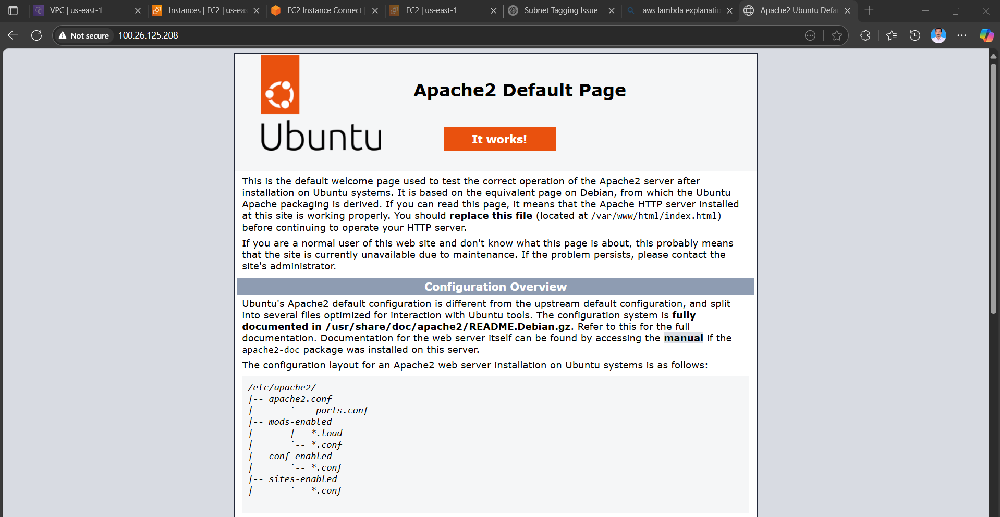 VPC | us-east-1
Instances | EC2 | us-eas
EC2 Instance Connect |
EC2 | us-east-1
Subnet Tagging Issue
aws lambda explanatio
Apache2 Ubuntu Defau
Not secure
100.26.125.208
Ubuntu
Apache2 Default Page
It works!
This is the default welcome page used to test the correct operation of the Apache2 server after
installation on Ubuntu systems. It is based on the equivalent page on Debian, from which the Ubuntu
Apache packaging is derived. If you can read this page, it means that the Apache HTTP server installed
at this site is working properly. You should replace this file (located at /var/www/html/index.html)
before continuing to operate your HTTP server.
If you are a normal user of this web site and don't know what this page is about, this probably means
that the site is currently unavailable due to maintenance. If the problem persists, please contact the
site's administrator.
Configuration Overview
Ubuntu's Apache2 default configuration is different from the upstream default configuration, and split
into several files optimized for interaction with Ubuntu tools. The configuration system is fully
documented in /usr/share/doc/apache2/README.Debian.gz. Refer to this for the full
documentation. Documentation for the web server itself can be found by accessing the manual if the
apache2-doc package was installed on this server.
The configuration layout for an Apache2 web server installation on Ubuntu systems is as follows:
/etc/apache2/
|-- apache2.conf
|       `--  ports.conf
|-- mods-enabled
|       |-- *.load
|       `-- *.conf
|-- conf-enabled
|       `-- *.conf
|-- sites-enabled
|       `-- *.conf